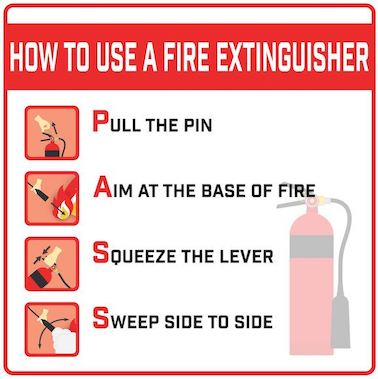 HOW TO USE A FIRE EXTINGUISHER
PULL THE PIN
AIM AT THE BASE OF FIRE
SQUEEZE THE LEVER
SWEEP SIDE TO SIDE